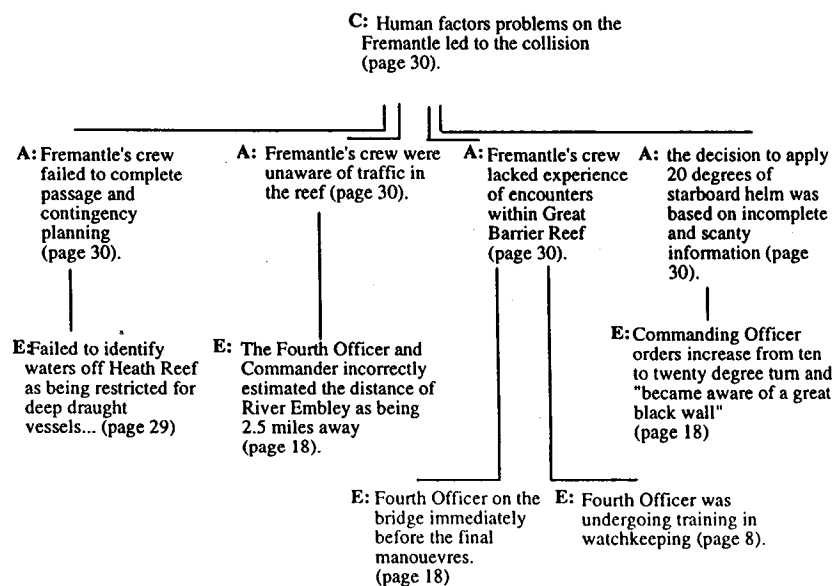 C: Human factors problems on the
Fremantle led to the collision
(page 30).
A: Fremantle's crew
failed to complete
passage and
contingency
planning
(page 30).
A: Fremantle's crew were
unaware of traffic in
the reef (page 30).
A: Fremantle's crew
lacked experience
of encounters
within Great
Barrier Reef
(page 30).
A: the decision to apply
20 degrees of
starboard helm was
based on incomplete
and scanty
information (page
30).
E: Failed to identify
waters off Heath Reef
as being restricted for
deep draught
vessels... (page 29)
E: The Fourth Officer and
Commander incorrectly
estimated the distance of
River Embley as being
2.5 miles away
(page 18).
E: Commanding Officer
orders increase from ten
to twenty degree turn and
"became aware of a great
black wall"
(page 18)
E: Fourth Officer on the
bridge immediately
before the final
manouevres.
(page 18)
E: Fourth Officer was
undergoing training in
watchkeeping (page 8).